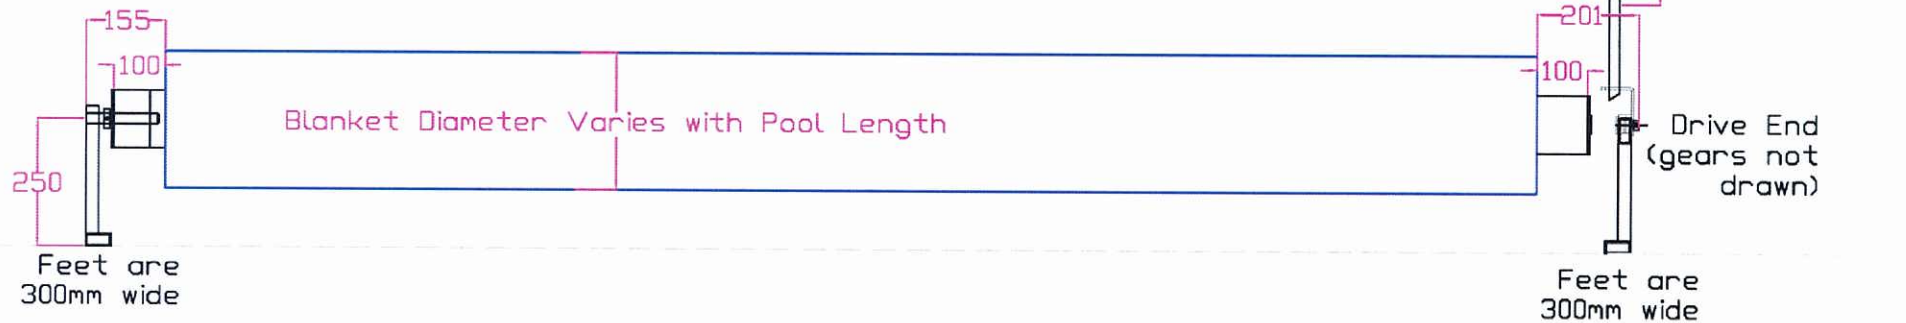 155
201
100
100
Blanket Diameter Varies with Pool Length
Drive End
(gears not
drawn)
250
Feet are
300mm wide
Feet are
300mm wide